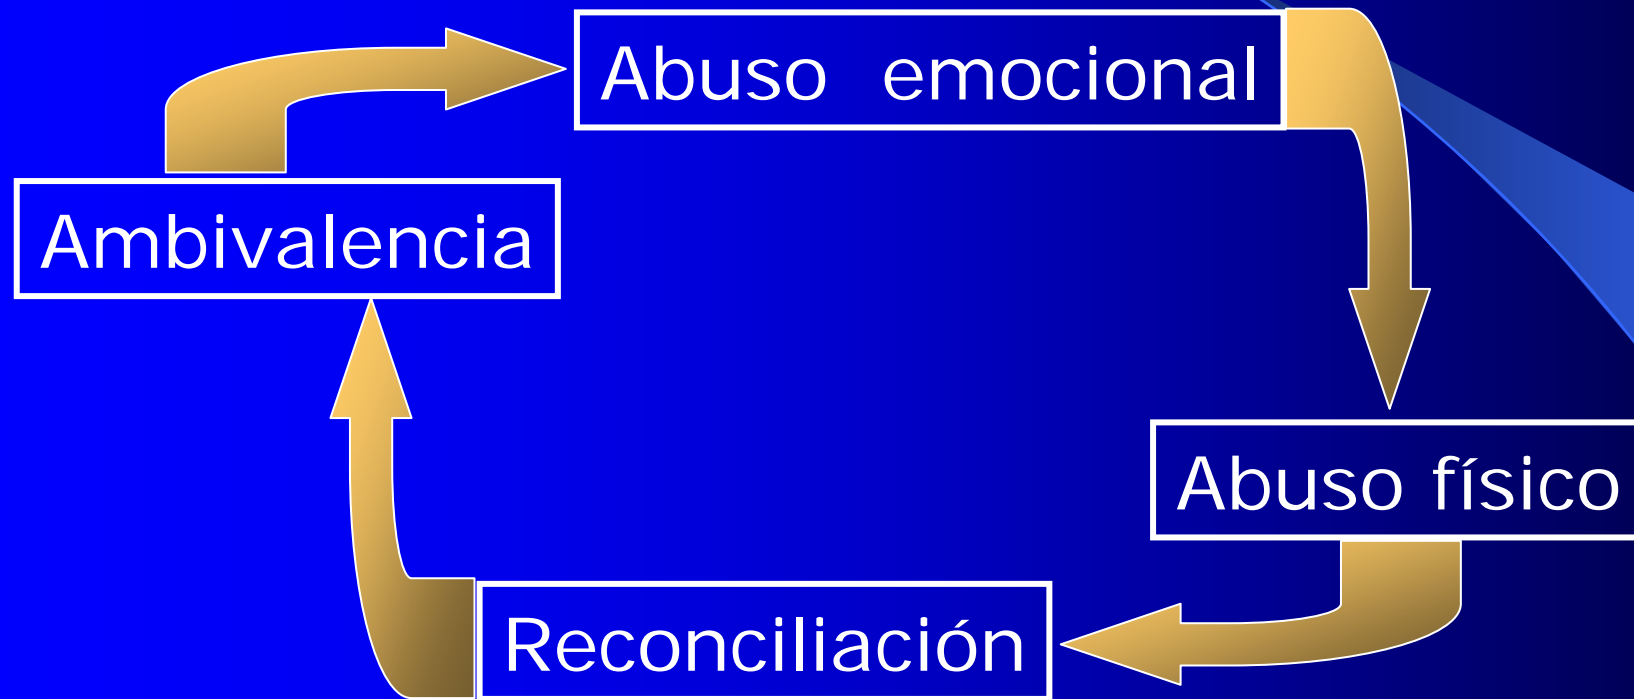 Abuso emocional
Ambivalencia
Abuso físico
Reconciliación